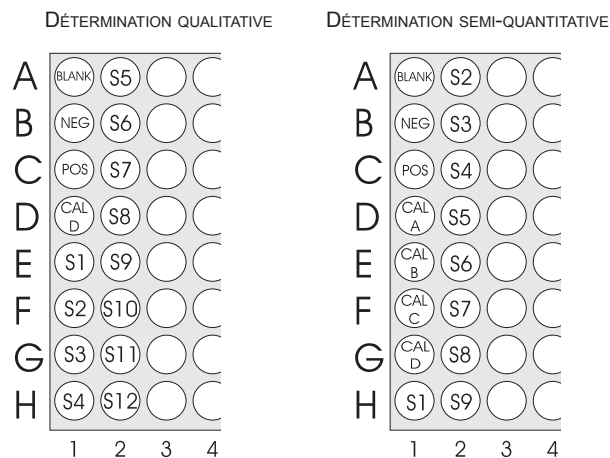 DÉTERMINATION QUALITATIVE
A BLANK S5
B NEG S6
C POS S7
D CAL D S8
E S1 S9
F S2 S10
G S3 S11
H S4 S12
1 2 3 4
DÉTERMINATION SEMI-QUANTITATIVE
A BLANK S2
B NEG S3
C POS S4
D CAL A S5
E CAL B S6
F CAL C S7
G CAL D S8
H S1 S9
1 2 3 4